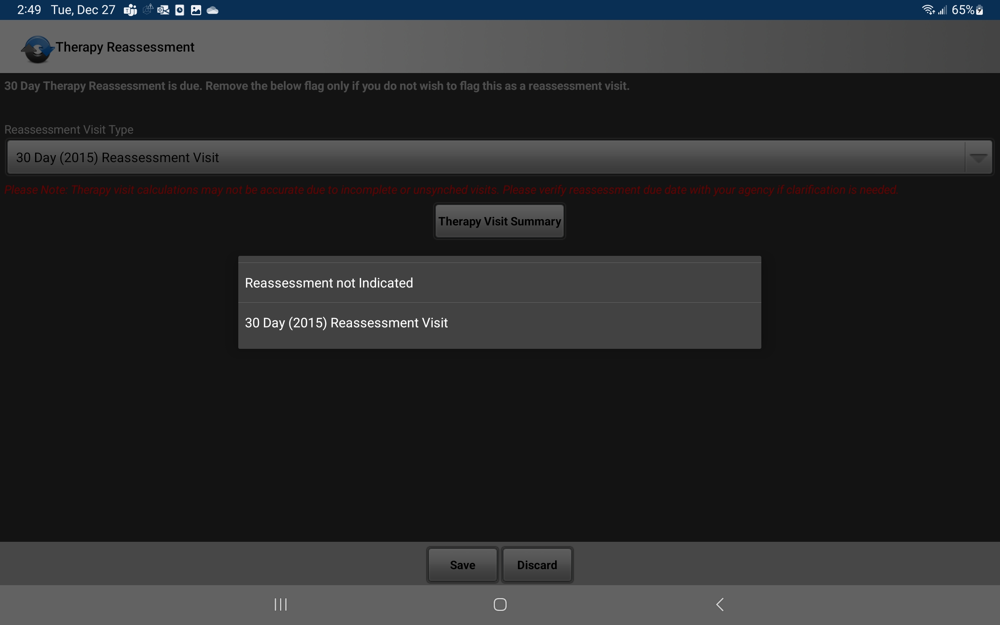 2:49 Tue, Dec 27 65%
Therapy Reassessment
30 Day Therapy Reassessment is due. Remove the below flag only if you do not wish to flag this as a reassessment visit.
Reassessment Visit Type
30 Day (2015) Reassessment Visit
Please Note: Therapy visit calculations may not be accurate due to incomplete or unsynched visits. Please verify reassessment due date with your agency if clarification is needed.
Therapy Visit Summary
Reassessment not Indicated
30 Day (2015) Reassessment Visit
Save Discard